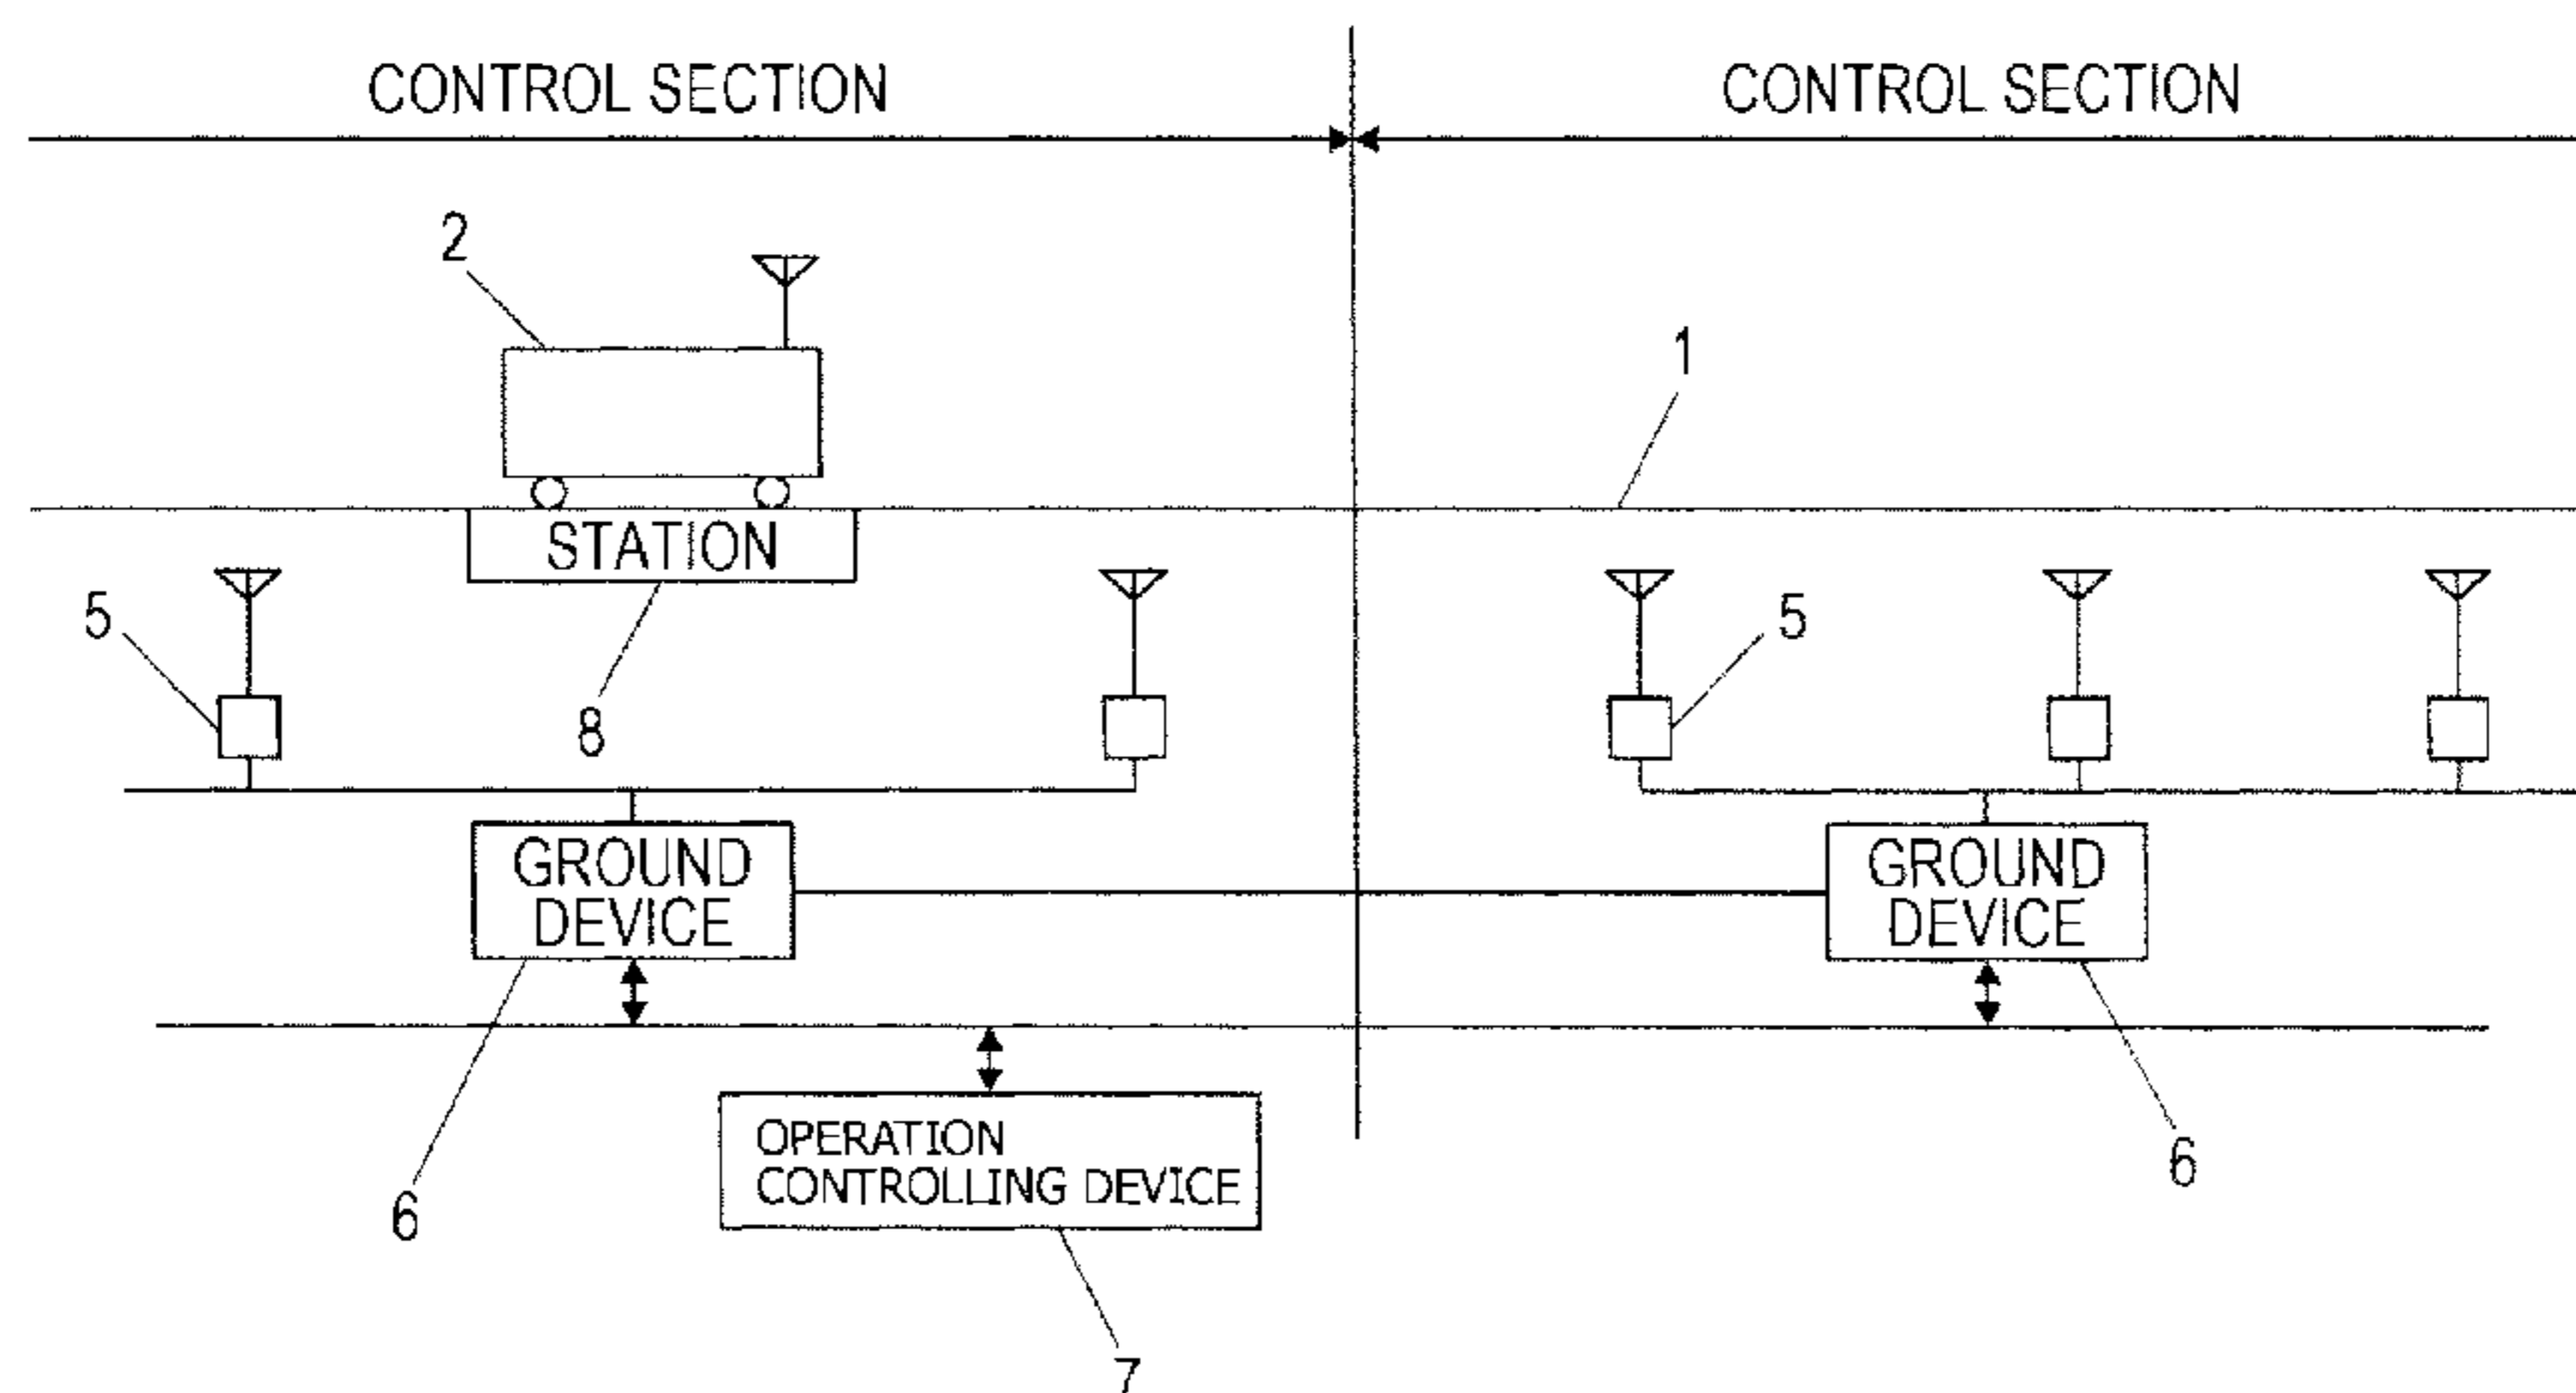 CONTROL SECTION
CONTROL SECTION
2
1
STATION
5
5
8
GROUND
DEVICE
GROUND
DEVICE
OPERATION
CONTROLLING DEVICE
6
6
7